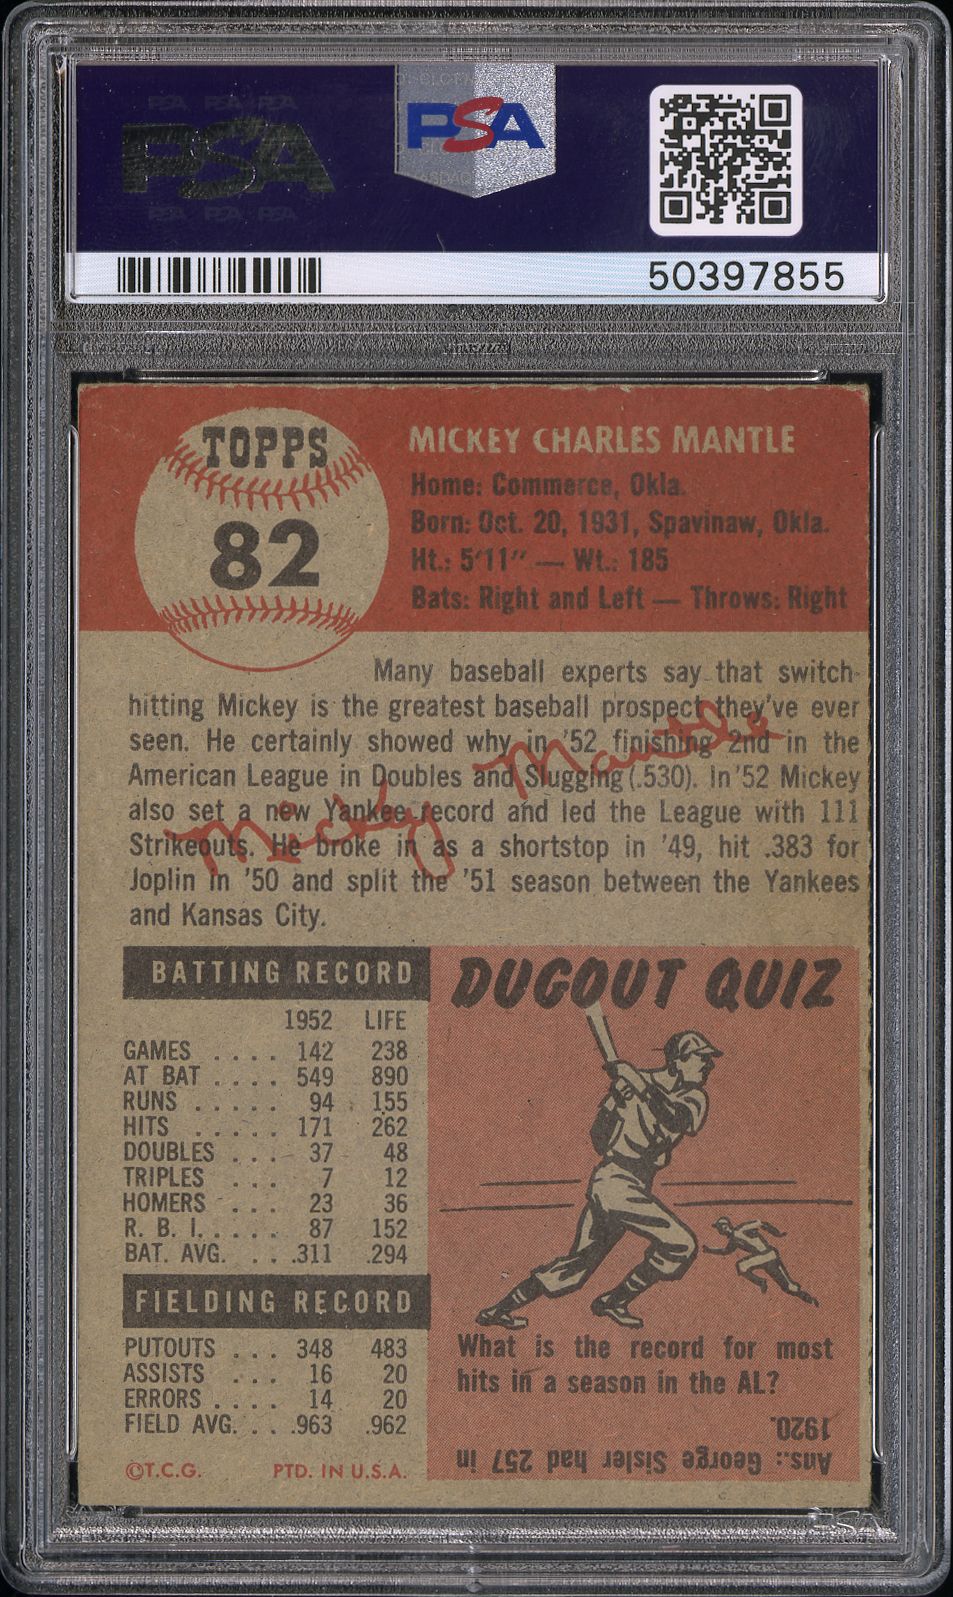 PSA PSA PSA
PSA
PSA PSA PSA
PSA
50397855
TOPPS
82
MICKEY CHARLES MANTLE
Home: Commerce, Okla.
Born: Oct. 20, 1931, Spavinaw, Okla.
Ht.: 5'11" — Wt.: 185
Bats: Right and Left — Throws: Right
Many baseball experts say that switch-
hitting Mickey is the greatest baseball prospect they've ever
seen. He certainly showed why in '52 finishing 2nd in the
American League in Doubles and Slugging (.530). In '52 Mickey
also set a new Yankee record and led the League with 111
Strikeouts. He broke in as a shortstop in '49, hit .383 for
Joplin in '50 and split the '51 season between the Yankees
and Kansas City.
Micky Mantle
BATTING RECORD
1952 LIFE
GAMES .... 142 238
AT BAT .... 549 890
RUNS ..... 94 155
HITS ..... 171 262
DOUBLES ... 37 48
TRIPLES ... 7 12
HOMERS ... 23 36
R. B. I. .... 87 152
BAT. AVG. ... .311 .294
FIELDING RECORD
PUTOUTS ... 348 483
ASSISTS ... 16 20
ERRORS .... 14 20
FIELD AVG. ... .963 .962
©T.C.G. PTD. IN U.S.A.
DUGOUT QUIZ
What is the record for most
hits in a season in the AL?
Ans.: George Sisler had 257 in
1920.
PSA